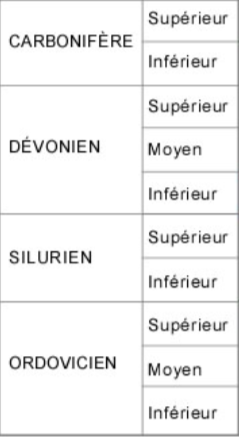 CARBONIFÈRE
Supérieur
Inférieur
DÉVONIEN
Supérieur
Moyen
Inférieur
SILURIEN
Supérieur
Inférieur
ORDOVICIEN
Supérieur
Moyen
Inférieur